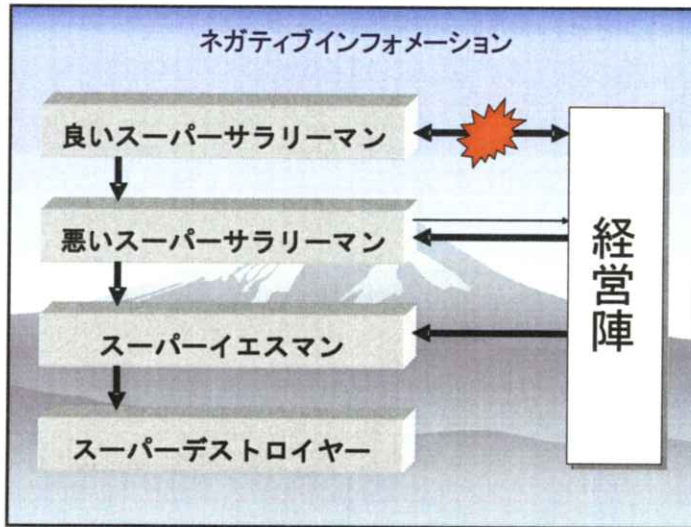 ネガティブインフォメーション
良いスーパーサラリーマン
悪いスーパーサラリーマン
スーパーイエスマン
スーパーデストロイヤー
経営陣